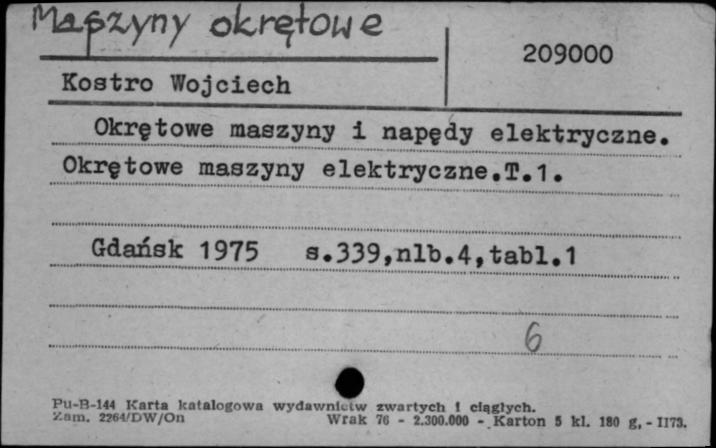 Maszyny okrętowe
209000
Kostro Wojciech
Okrętowe maszyny i napędy elektryczne.
Okrętowe maszyny elektryczne.T.1.
Gdańsk 1975 s.339,nlb.4,tabl.1
6
Pu-B-144 Karta katalogowa wydawnictw zwartych i ciągłych.
Zam. 2264/DW/On Wrak 76 - 2.300.000 - Karton 5 kl. 180 g, - II73.